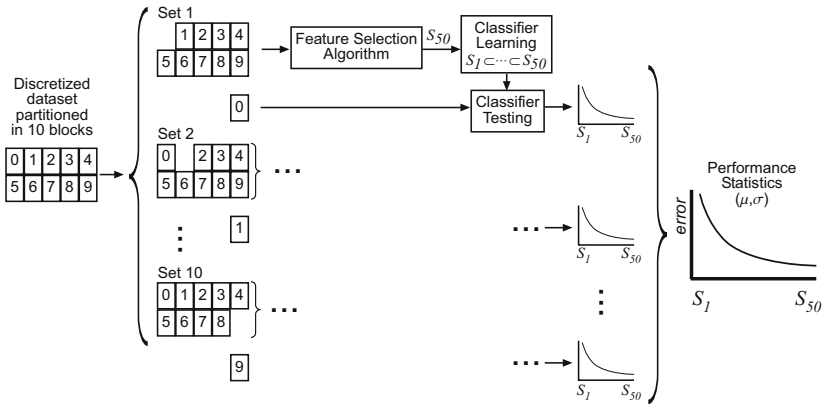 Discretized
dataset
partitioned
in 10 blocks
0 1 2 3 4
5 6 7 8 9
Set 1
1 2 3 4
5 6 7 8 9
0
Feature Selection
Algorithm
S50
Classifier
Learning
S1⊂···⊂S50
Classifier
Testing
S1 S50
Set 2
0 2 3 4
5 6 7 8 9
...
1
...
S1 S50
Set 10
0 1 2 3 4
5 6 7 8
...
9
...
S1 S50
Performance
Statistics
(μ,σ)
error
S1 S50